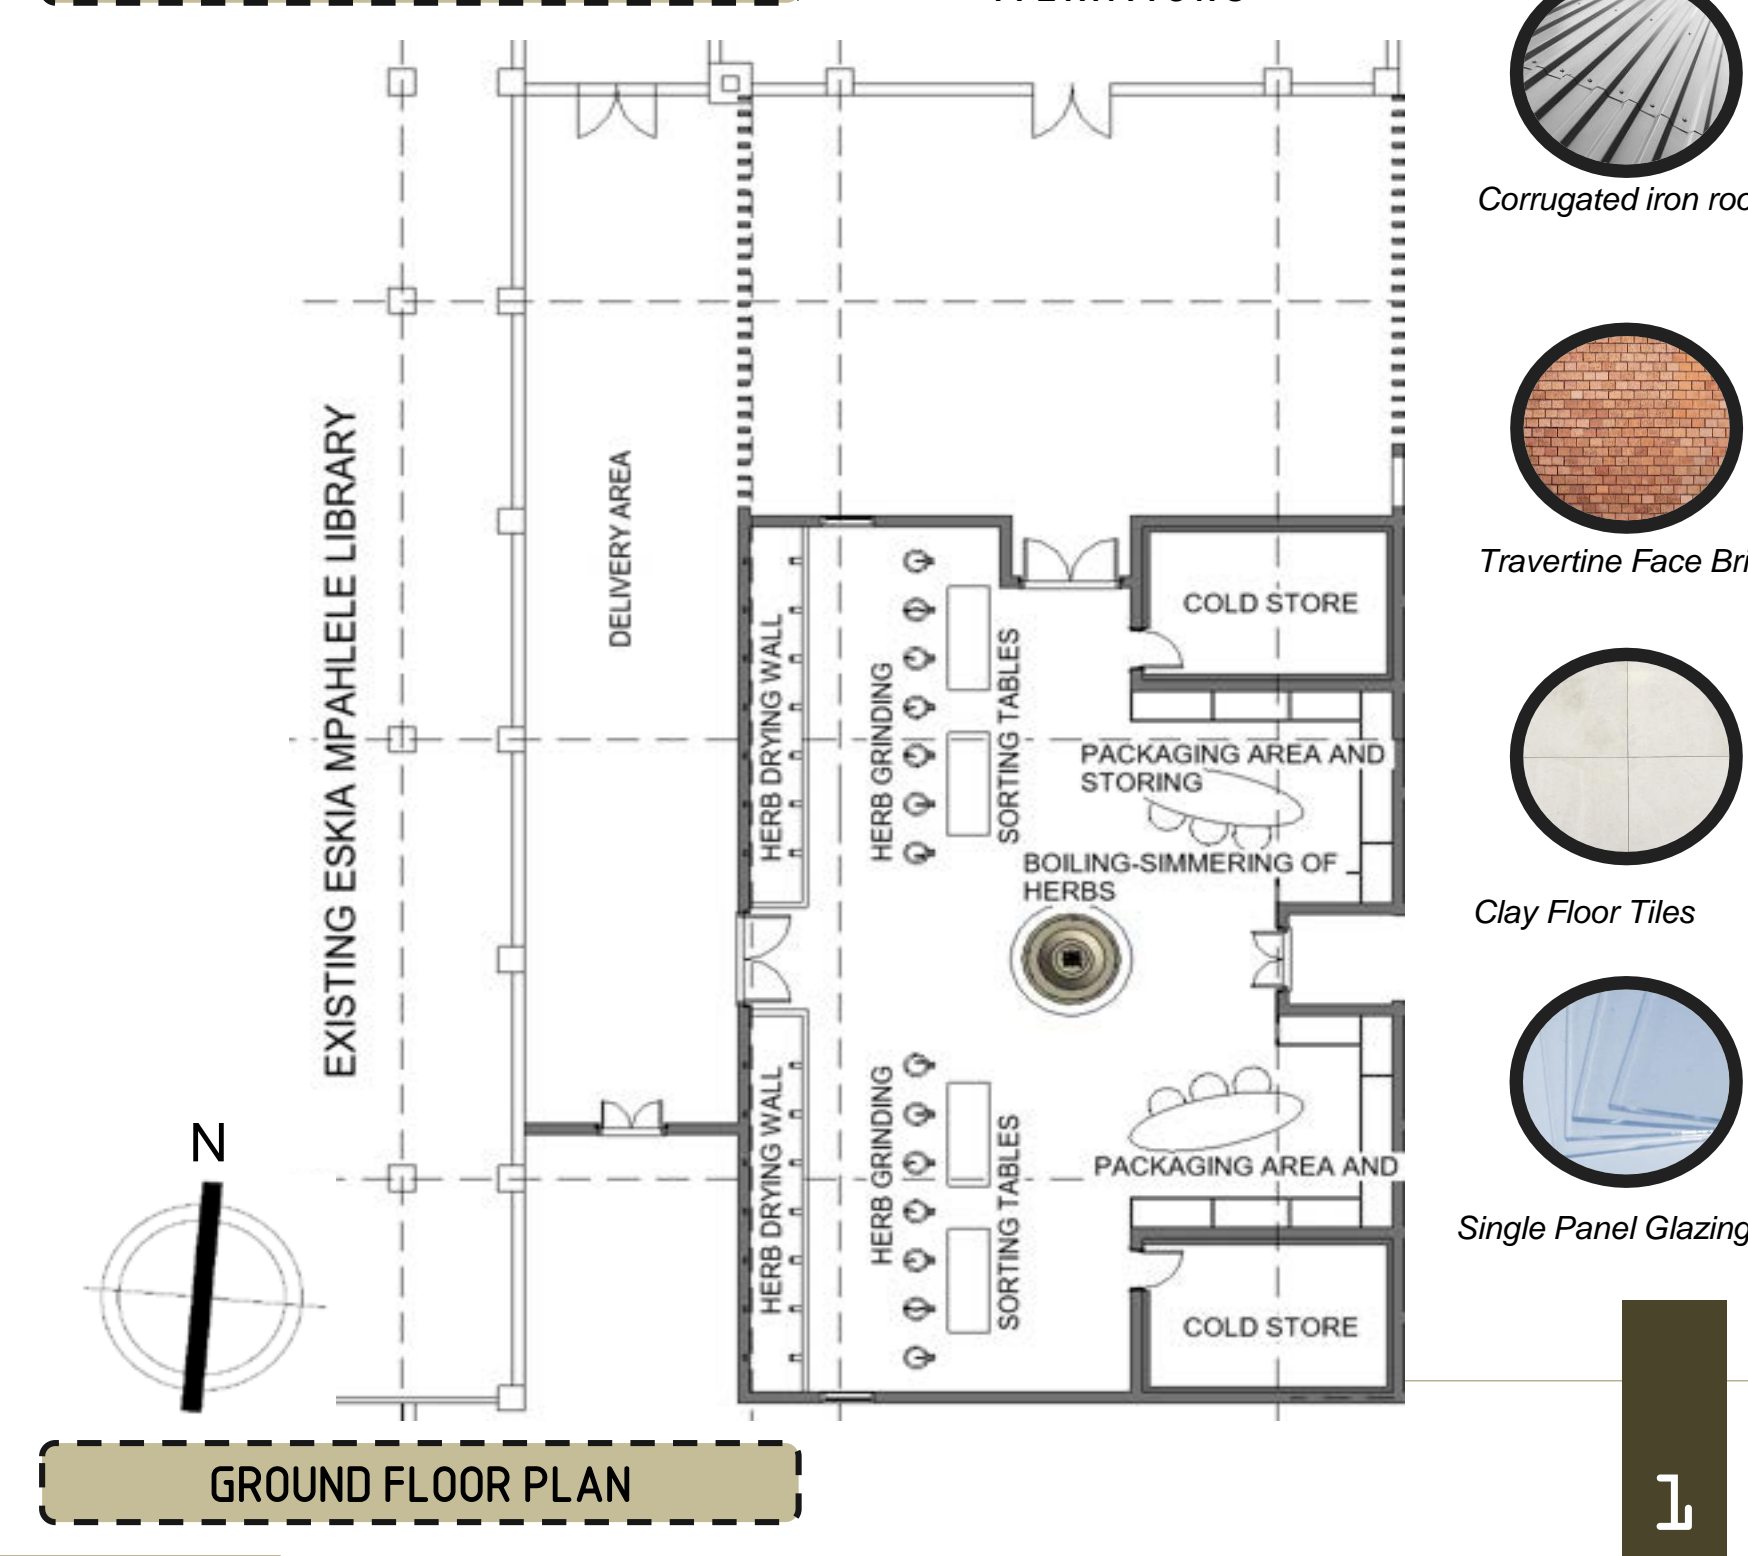 Corrugated iron roo
EXISTING ESKIA MPAHLELE LIBRARY
DELIVERY AREA
Travertine Face Bri
COLD STORE
HERB DRYING WALL
HERB GRINDING
SORTING TABLES
PACKAGING AREA AND
STORING
BOILING-SIMMERING OF
HERBS
Clay Floor Tiles
N
HERB DRYING WALL
HERB GRINDING
SORTING TABLES
PACKAGING AREA AND
Single Panel Glazing
COLD STORE
GROUND FLOOR PLAN
1